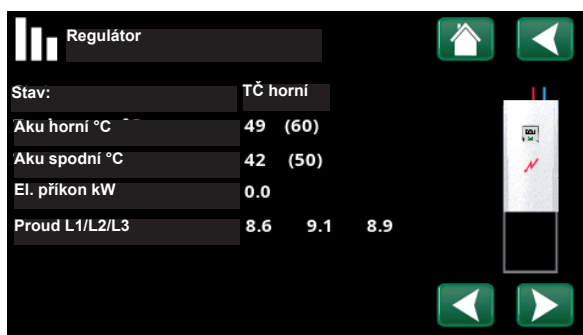 Regulátor
Stav: TČ horní
Aku horní °C 49 (60)
Aku spodní °C 42 (50)
El. příkon kW 0.0
Proud L1/L2/L3 8.6 9.1 8.9